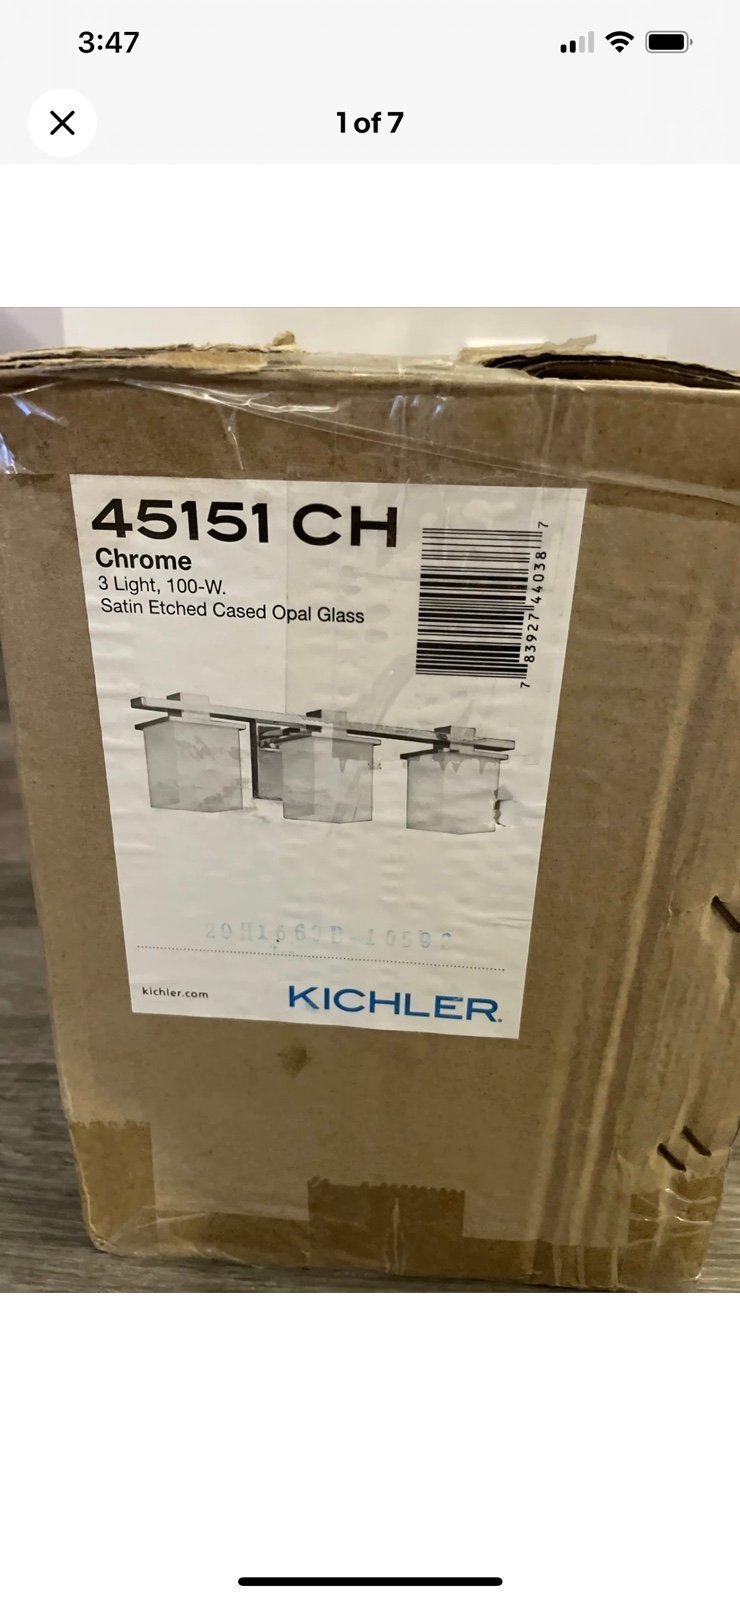 3:47
1 of 7
45151 CH
Chrome
3 Light, 100-W.
Satin Etched Cased Opal Glass
7 83927 44038 7
kichler.com
KICHLER.